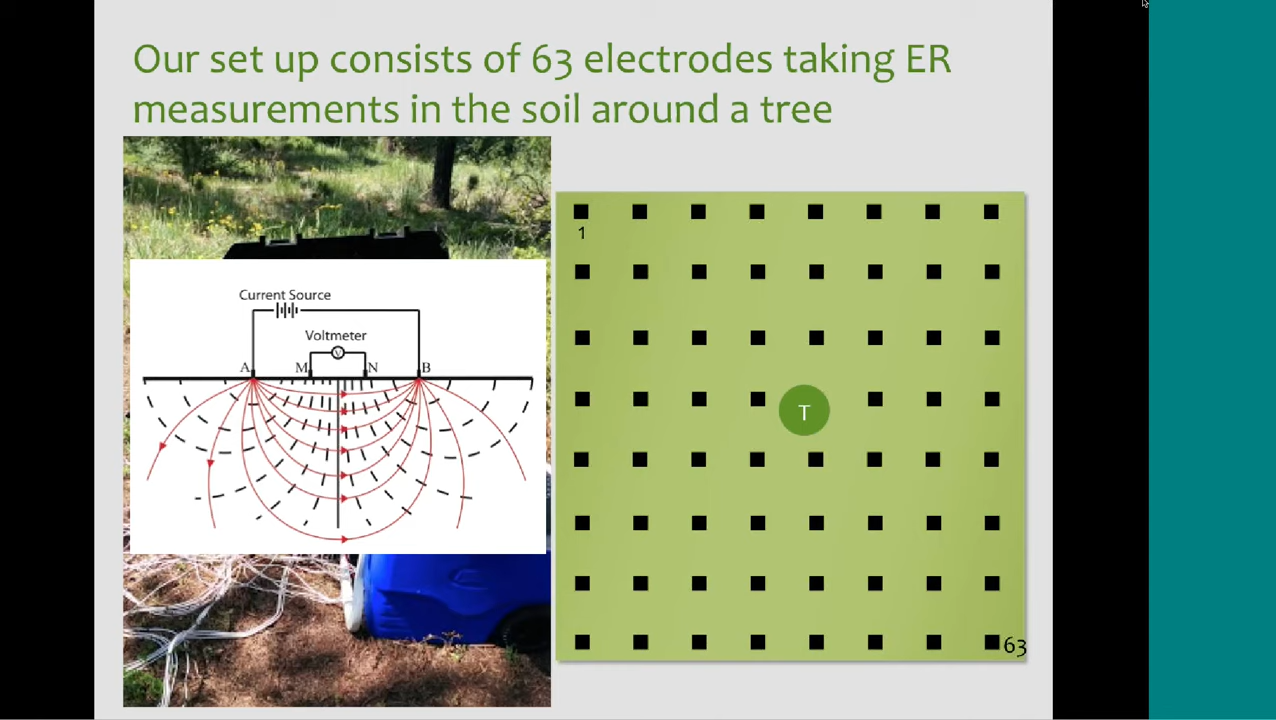 Our set up consists of 63 electrodes taking ER
measurements in the soil around a tree
Current Source
Voltmeter
V
A
M
N
B
1
T
63